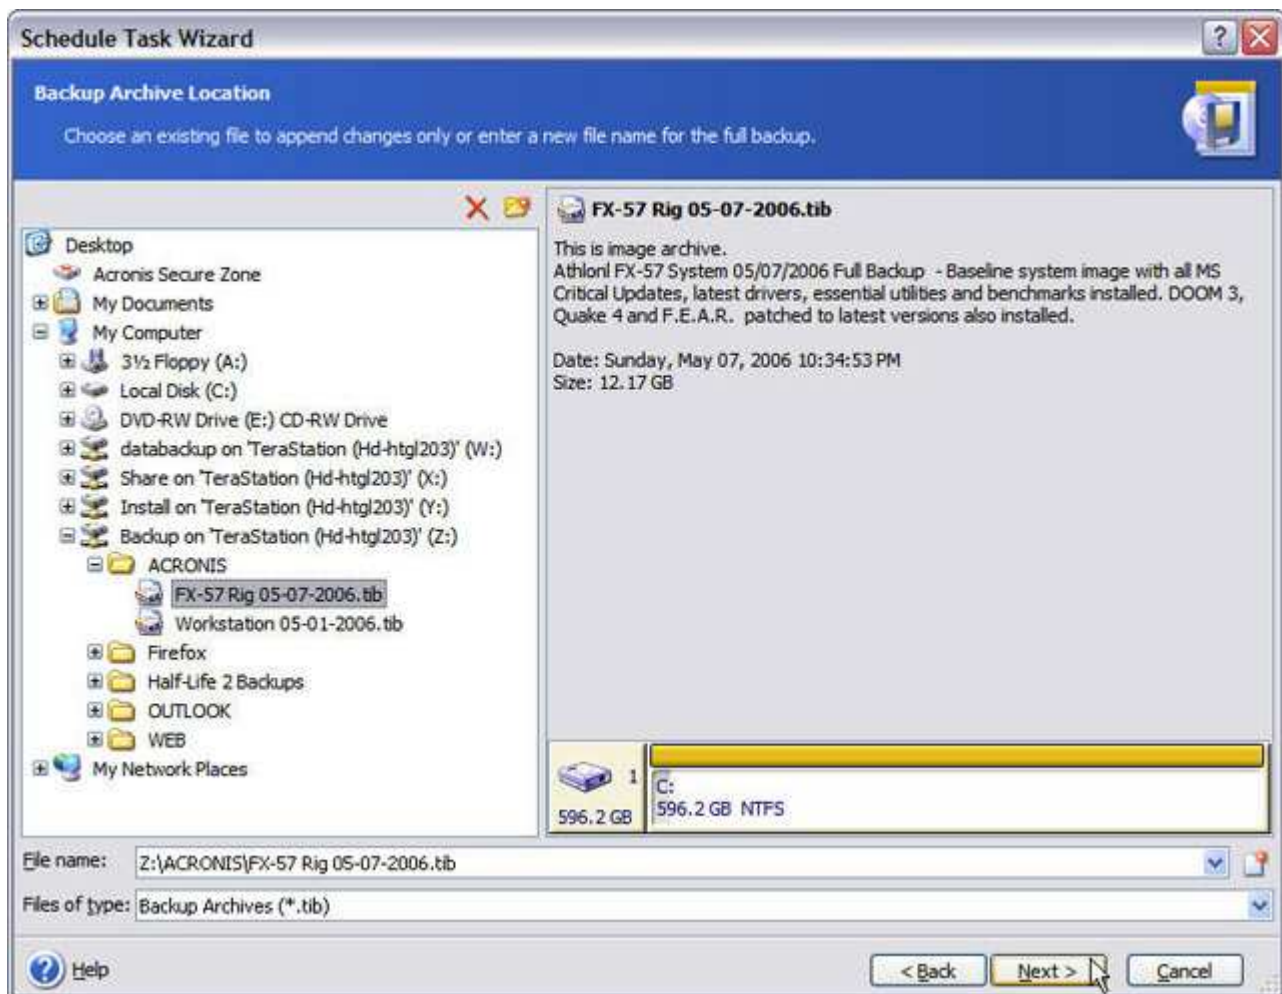 Schedule Task Wizard
Backup Archive Location
Choose an existing file to append changes only or enter a new file name for the full backup.
Desktop
Acronis Secure Zone
My Documents
My Computer
3½ Floppy (A:)
Local Disk (C:)
DVD-RW Drive (E:) CD-RW Drive
databackup on 'TeraStation (Hd-htgl203)' (W:)
Share on 'TeraStation (Hd-htgl203)' (X:)
Install on 'TeraStation (Hd-htgl203)' (Y:)
Backup on 'TeraStation (Hd-htgl203)' (Z:)
ACRONIS
FX-57 Rig 05-07-2006.tib
Workstation 05-01-2006.tib
Firefox
Half-Life 2 Backups
OUTLOOK
WEB
My Network Places
FX-57 Rig 05-07-2006.tib
This is image archive.
Athlonl FX-57 System 05/07/2006 Full Backup - Baseline system image with all MS
Critical Updates, latest drivers, essential utilities and benchmarks installed. DOOM 3,
Quake 4 and F.E.A.R. patched to latest versions also installed.
Date: Sunday, May 07, 2006 10:34:53 PM
Size: 12.17 GB
1
596.2 GB
C:
596.2 GB NTFS
File name: Z:\ACRONIS\FX-57 Rig 05-07-2006.tib
Files of type: Backup Archives (*.tib)
Help
< Back
Next >
Cancel